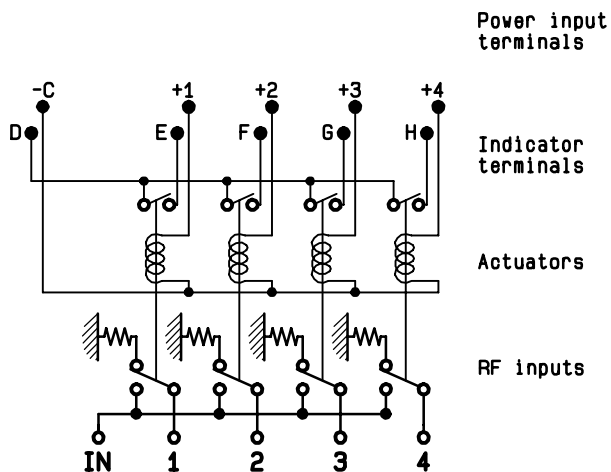 Power input
terminals
-C +1 +2 +3 +4
D E F G H
Indicator
terminals
Actuators
RF inputs
IN 1 2 3 4